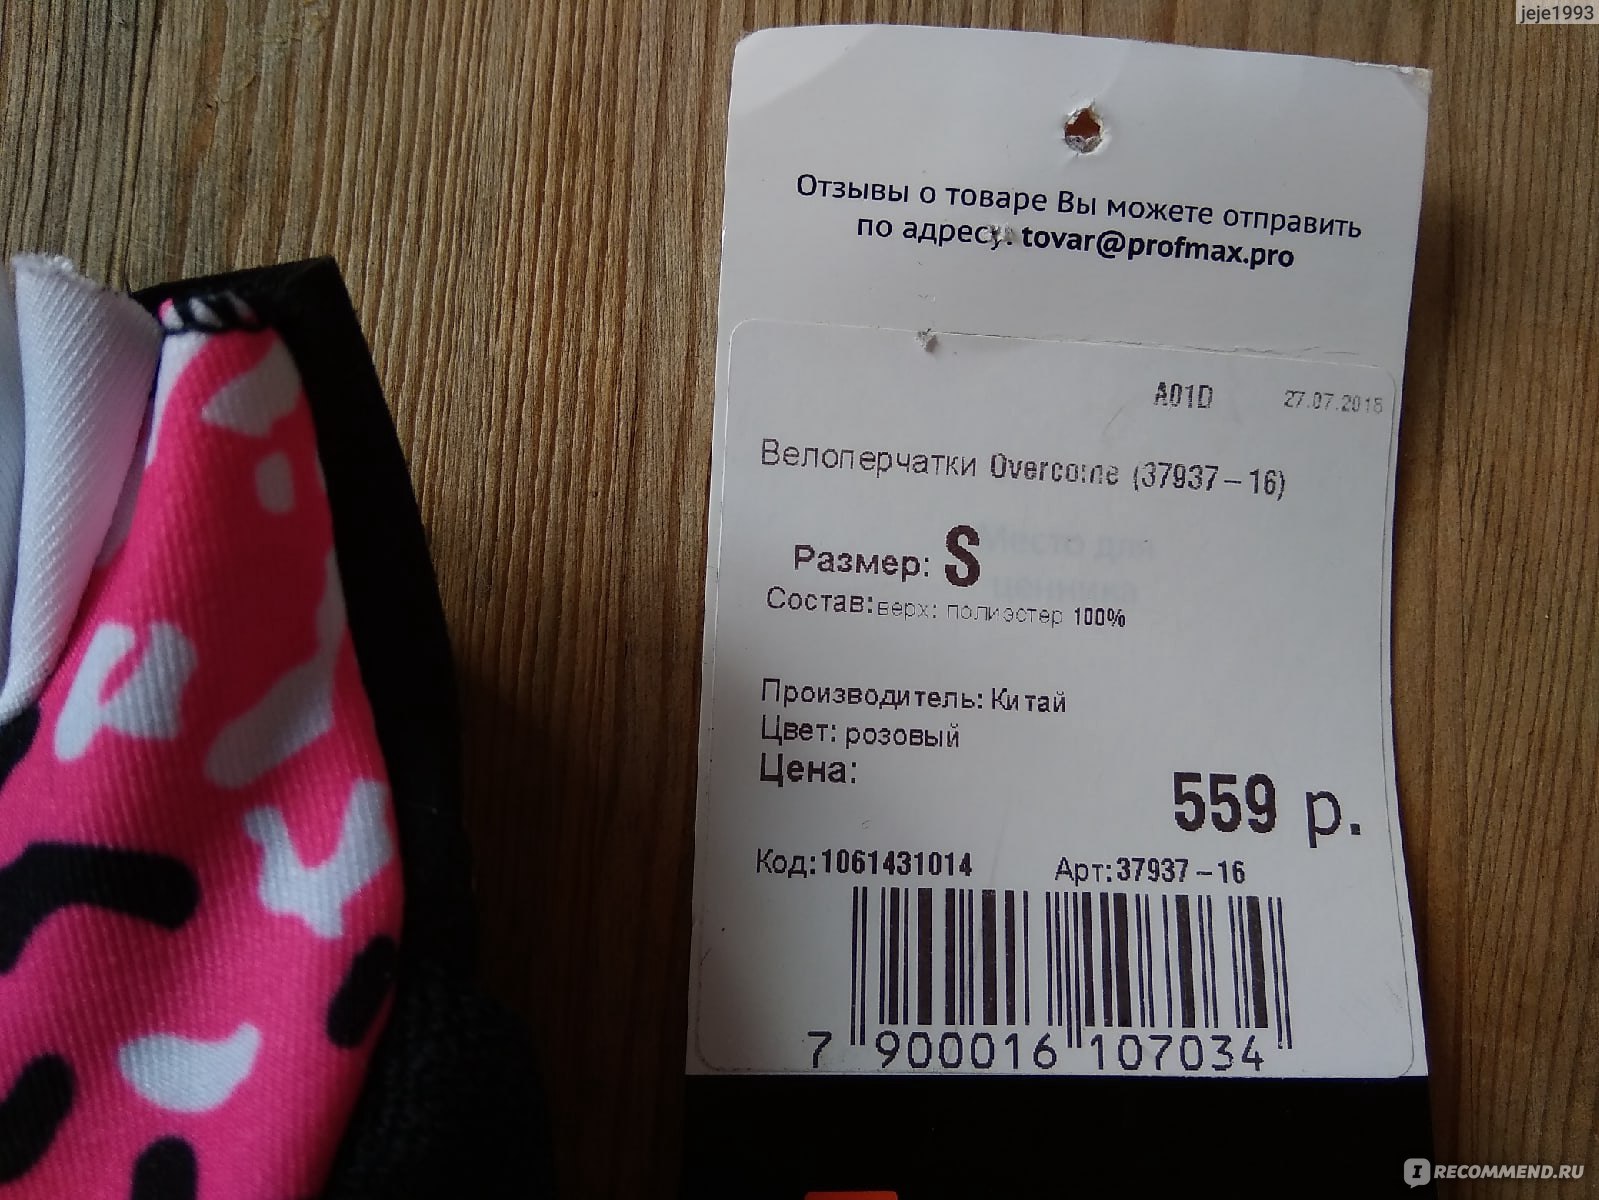 jeje1993
Отзывы о товаре Вы можете отправить
по адресу: tovar@profmax.pro
A01D 27.07.2018
Велоперчатки Overcome (37937-16)
Место для
ценника
Размер: S
Состав:верх: полиэстер 100%
Производитель: Китай
Цвет: розовый
Цена:
559 р.
Код:1061431014 Арт:37937-16
7 900016 107034
IRECOMMEND.RU